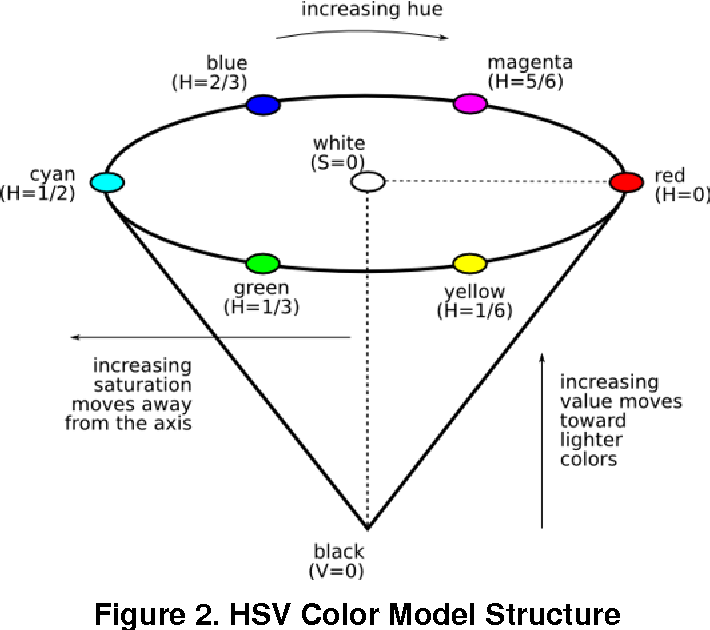 increasing hue
blue
(H=2/3)
magenta
(H=5/6)
white
(S=0)
cyan
(H=1/2)
red
(H=0)
green
(H=1/3)
yellow
(H=1/6)
increasing
saturation
moves away
from the axis
increasing
value moves
toward
lighter
colors
black
(V=0)
Figure 2. HSV Color Model Structure